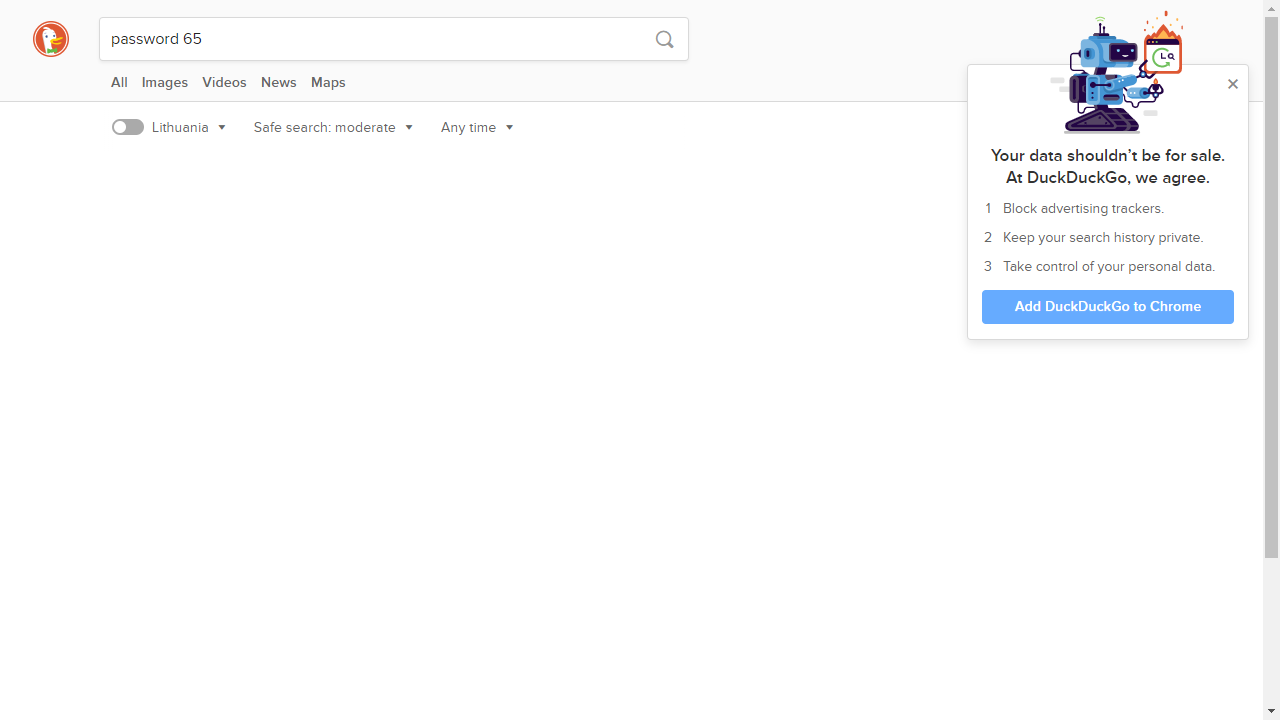 password 65
All Images Videos News Maps
Lithuania Safe search: moderate Any time
Your data shouldn’t be for sale.
At DuckDuckGo, we agree.
1 Block advertising trackers.
2 Keep your search history private.
3 Take control of your personal data.
Add DuckDuckGo to Chrome